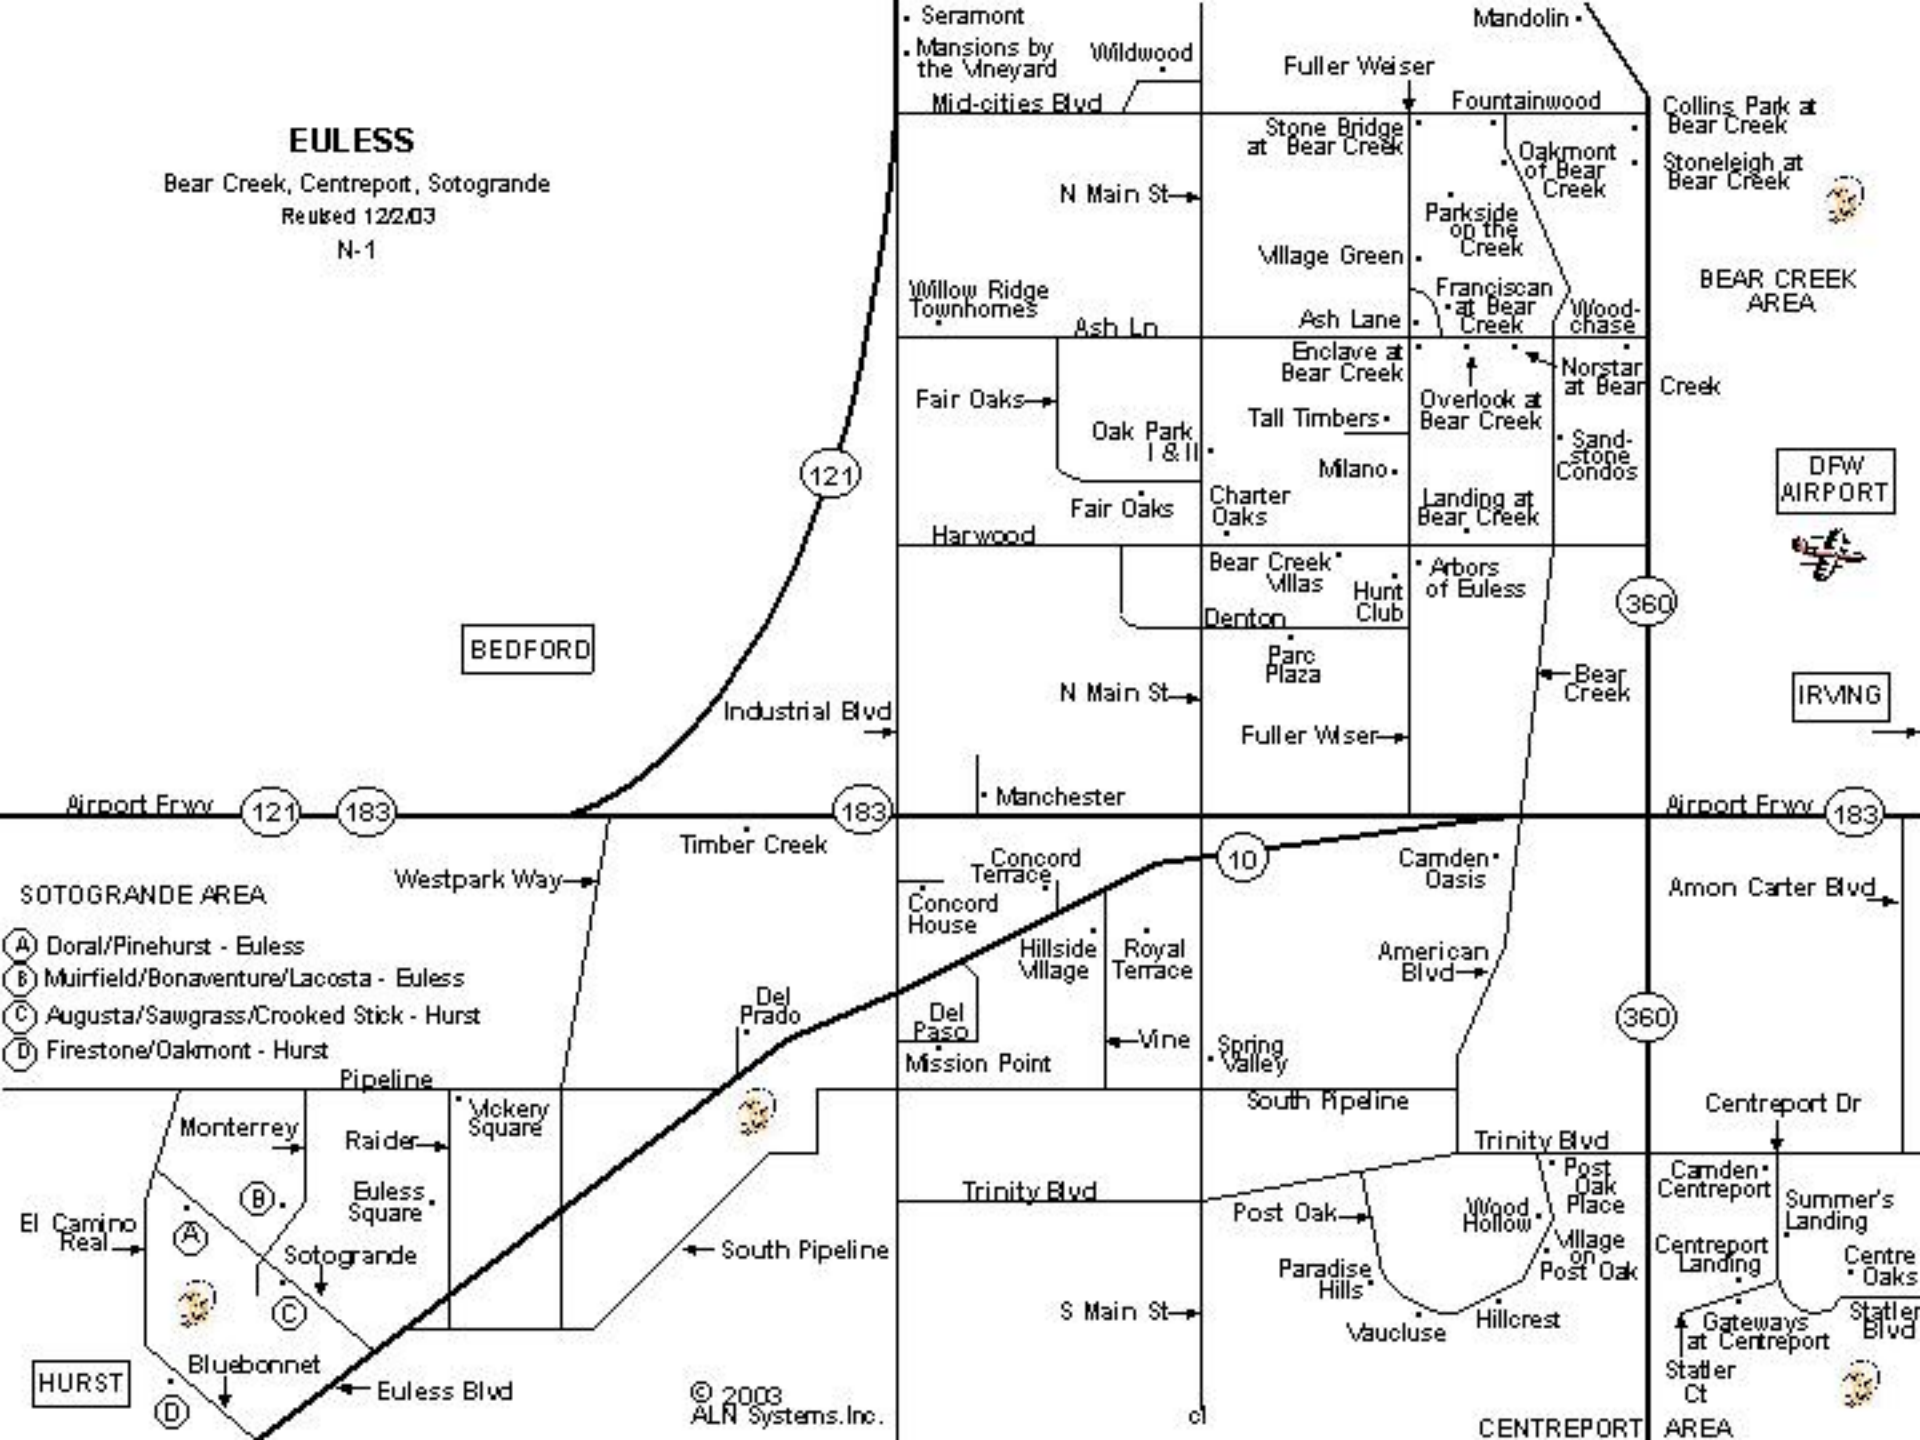 EULESS
Bear Creek, Centreport, Sotogrande
Revised 12/2/03
N-1
Seramont
Mansions by
the Vineyard
Wildwood
Mid-cities Blvd
Mandolin
Fuller Weiser
Fountainwood
Collins Park at
Bear Creek
Stone Bridge
at Bear Creek
Oakmont
of Bear
Creek
Stoneleigh at
Bear Creek
N Main St
Parkside
on the
Creek
Village Green
BEAR CREEK
AREA
Willow Ridge
Townhomes
Franciscan
at Bear
Creek
Wood-
chase
Ash Ln
Ash Lane
Enclave at
Bear Creek
Norstar
at Bear Creek
Fair Oaks
Overlook at
Bear Creek
Tall Timbers
Oak Park
I & II
Sand-
stone
Condos
Milano
121
DFW
AIRPORT
Fair Oaks
Charter
Oaks
Landing at
Bear Creek
Harwood
Bear Creek
Villas
Hunt
Club
Arbors
of Euless
360
Denton
BEDFORD
Parc
Plaza
N Main St
Bear
Creek
IRVING
Industrial Blvd
Fuller Wiser
Manchester
Airport Frwy
121
183
183
Airport Frwy
183
Timber Creek
Concord
Terrace
10
Camden
Oasis
Westpark Way
Amon Carter Blvd
SOTOGRANDE AREA
Concord
House
A Doral/Pinehurst - Euless
B Muirfield/Bonaventure/Lacosta - Euless
C Augusta/Sawgrass/Crooked Stick - Hurst
D Firestone/Oakmont - Hurst
Hillside
Village
Royal
Terrace
American
Blvd
Del
Prado
Del
Paso
360
Mission Point
Vine
Spring
Valley
Pipeline
South Pipeline
Centreport Dr
Monterrey
Raider
Vickery
Square
Trinity Blvd
Post
Oak
Place
Camden
Centreport
B
Euless
Square
Trinity Blvd
Post Oak
Wood
Hollow
Summer's
Landing
El Camino
Real
A
Sotogrande
South Pipeline
Village
on
Post Oak
Centreport
Landing
Centre
Oaks
Paradise
Hills
C
S Main St
Vaucluse
Hillcrest
Gateways
at Centreport
Statler
Blvd
HURST
Bluebonnet
Statler
Ct
D
Euless Blvd
© 2003
ALN Systems.Inc.
cl
CENTREPORT AREA